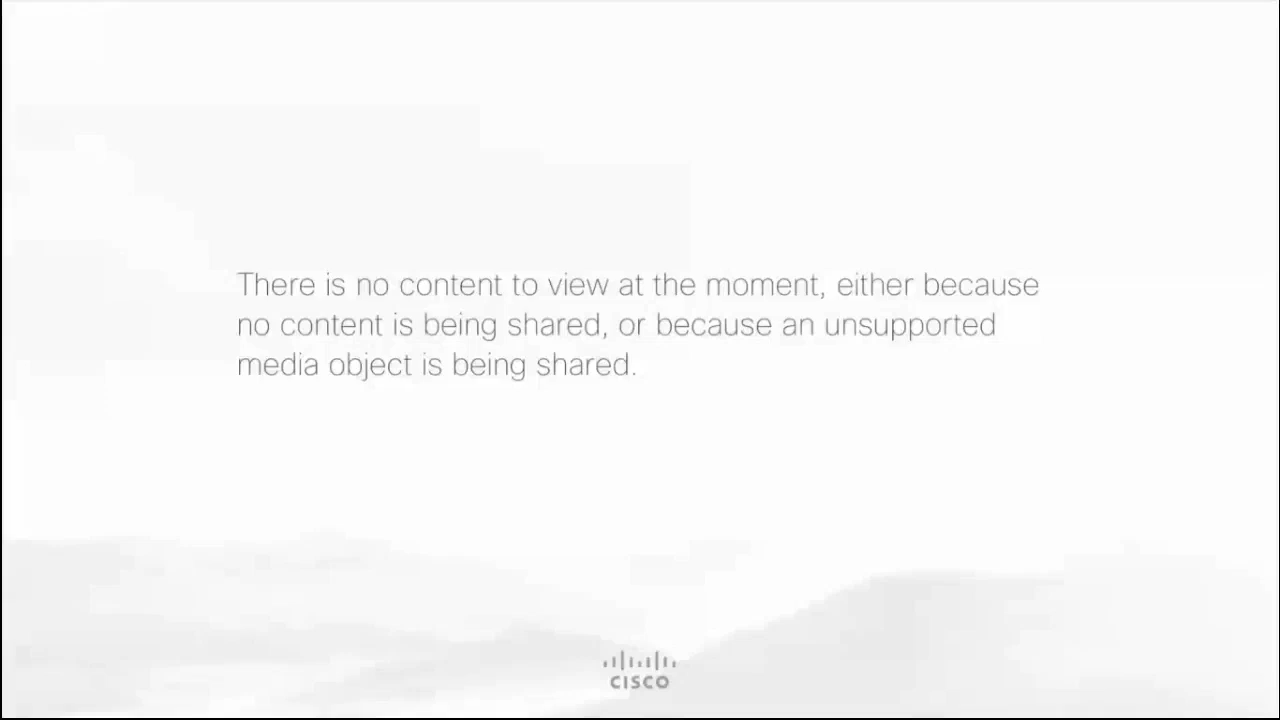 There is no content to view at the moment, either because
no content is being shared, or because an unsupported
media object is being shared.
CISCO